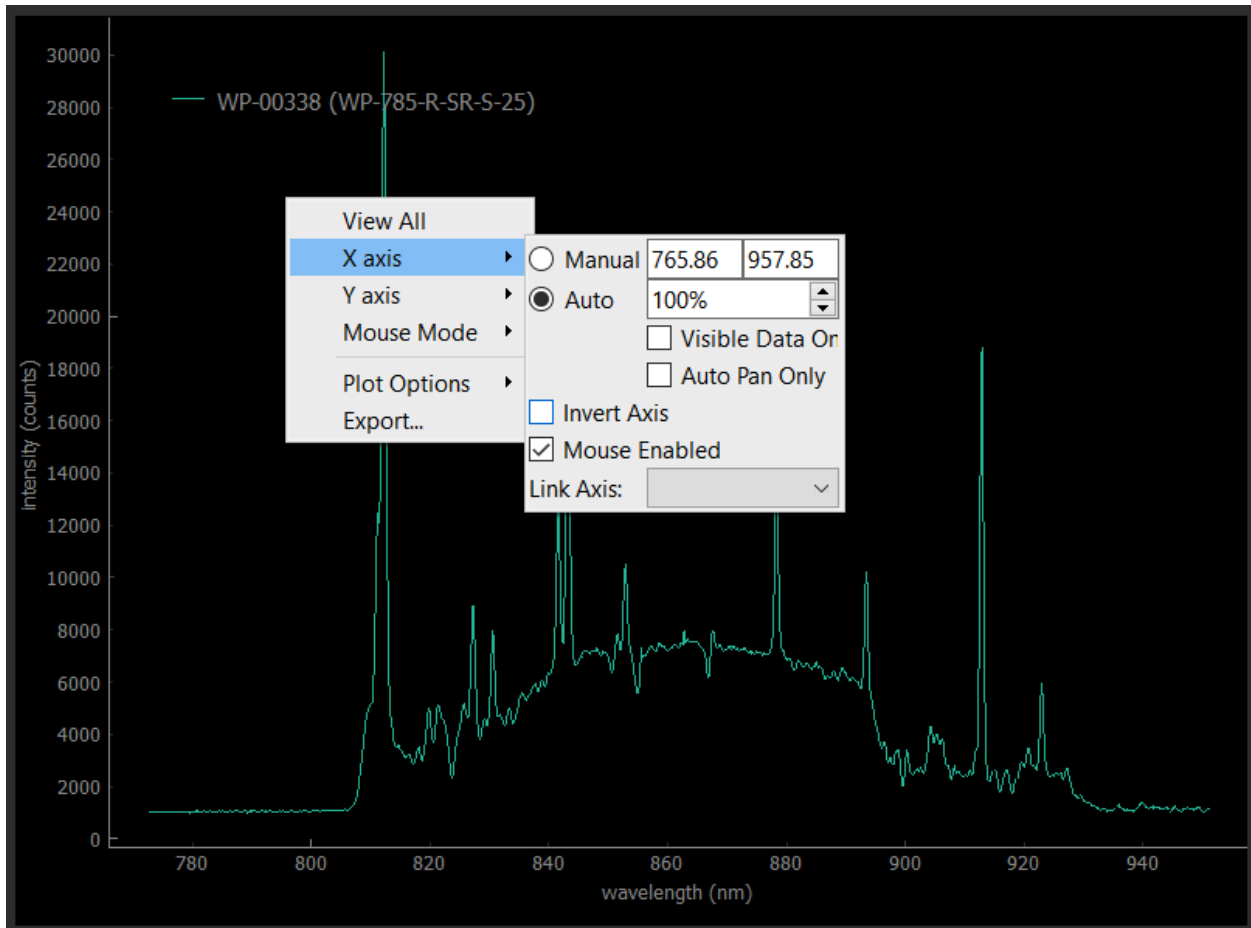 30000
WP-00338 (WP-785-R-SR-S-25)
28000
26000
24000
View All
22000
X axis
Manual 765.86 957.85
Y axis
Auto 100%
20000
Mouse Mode
Visible Data On
18000
Plot Options
Auto Pan Only
16000
Export...
Invert Axis
intensity (counts)
Mouse Enabled
14000
Link Axis:
12000
10000
8000
6000
4000
2000
0
780 800 820 840 860 880 900 920 940
wavelength (nm)